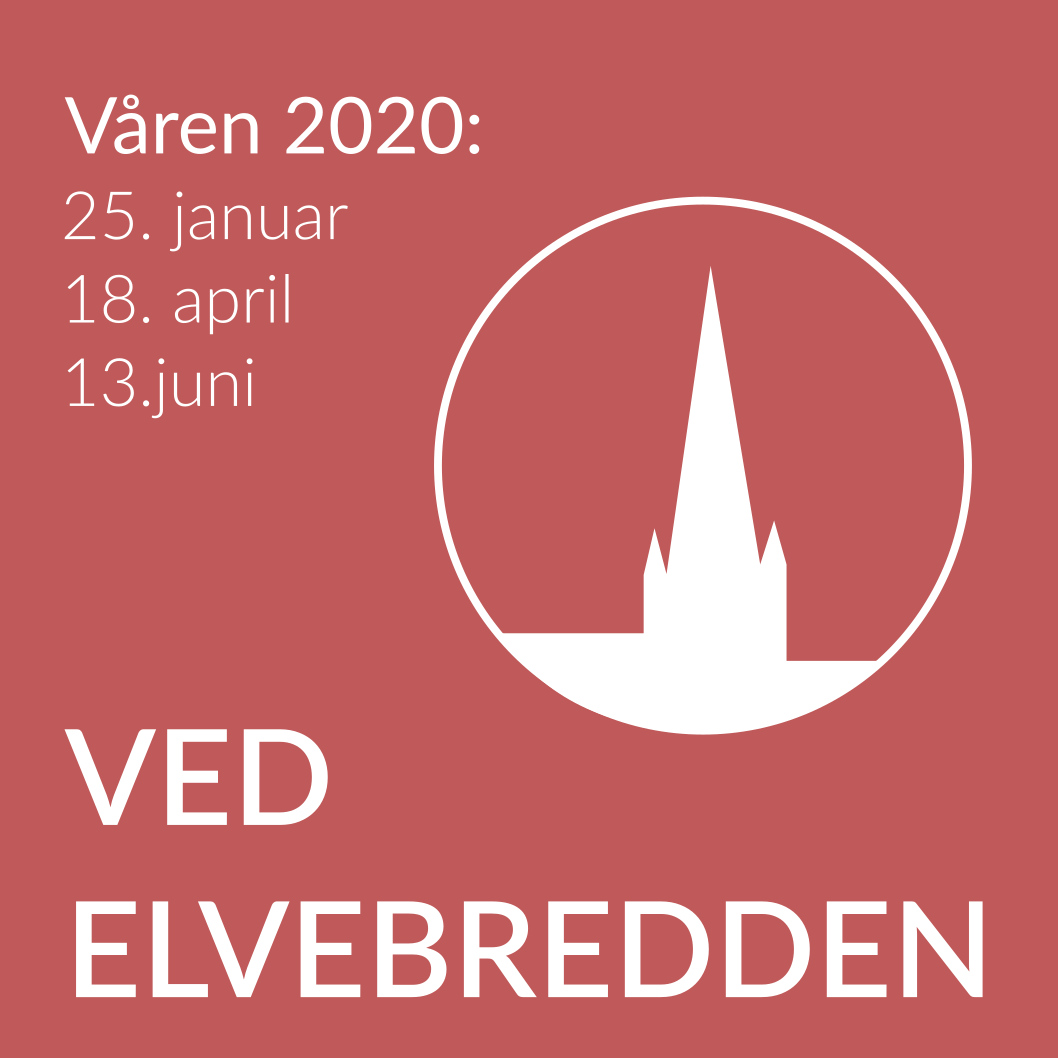 Våren 2020:
25. januar
18. april
13.juni
VED
ELVEBREDDEN